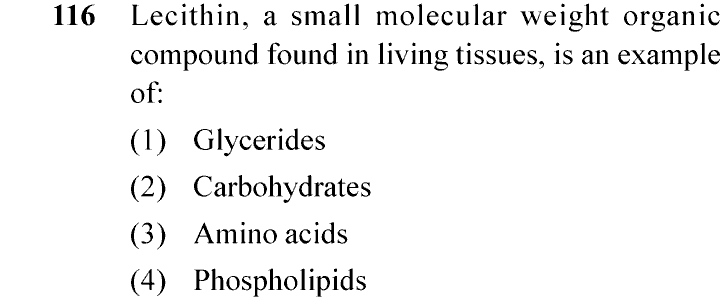 116 Lecithin, a small molecular weight organic
compound found in living tissues, is an example
of:
(1) Glycerides
(2) Carbohydrates
(3) Amino acids
(4) Phospholipids